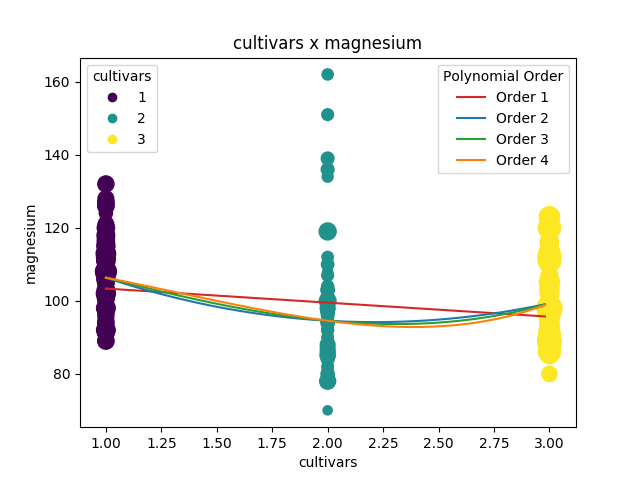 cultivars x magnesium
cultivars
1
2
3
Polynomial Order
Order 1
Order 2
Order 3
Order 4
magnesium
160
140
120
100
80
1.00 1.25 1.50 1.75 2.00 2.25 2.50 2.75 3.00
cultivars